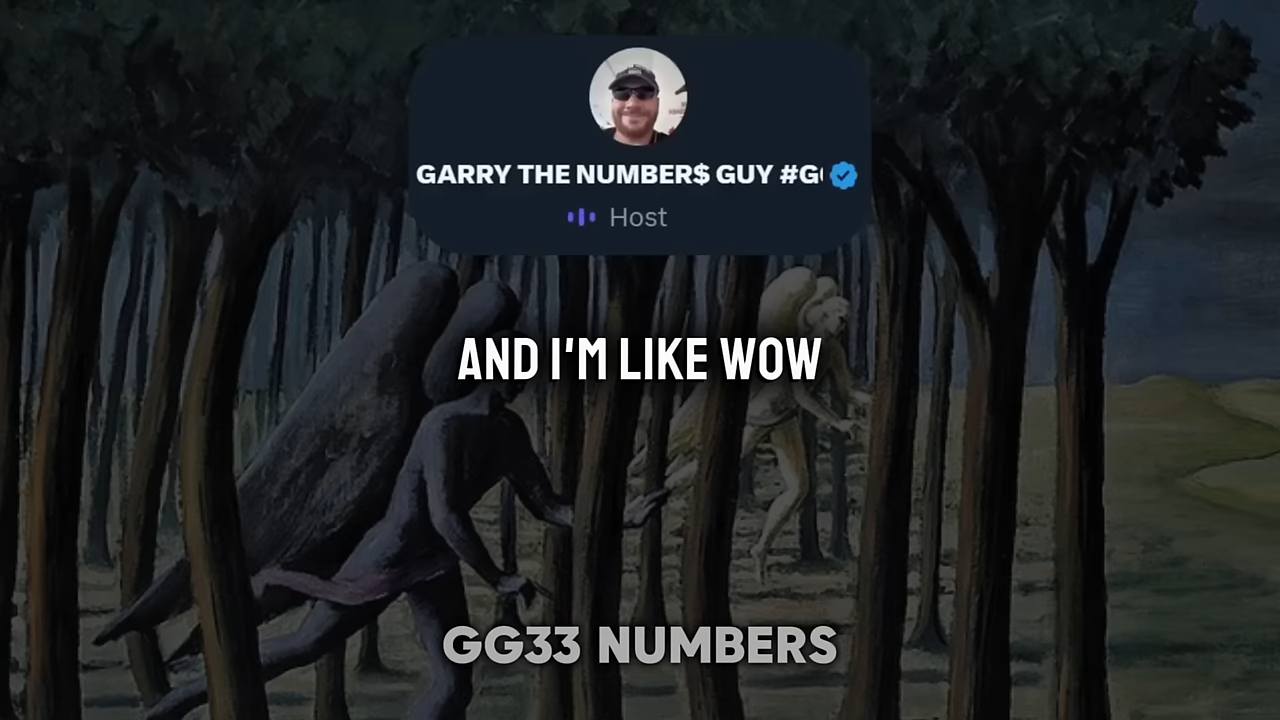 GARRY THE NUMBER$ GUY #G
Host
AND I'M LIKE WOW
GG33 NUMBERS